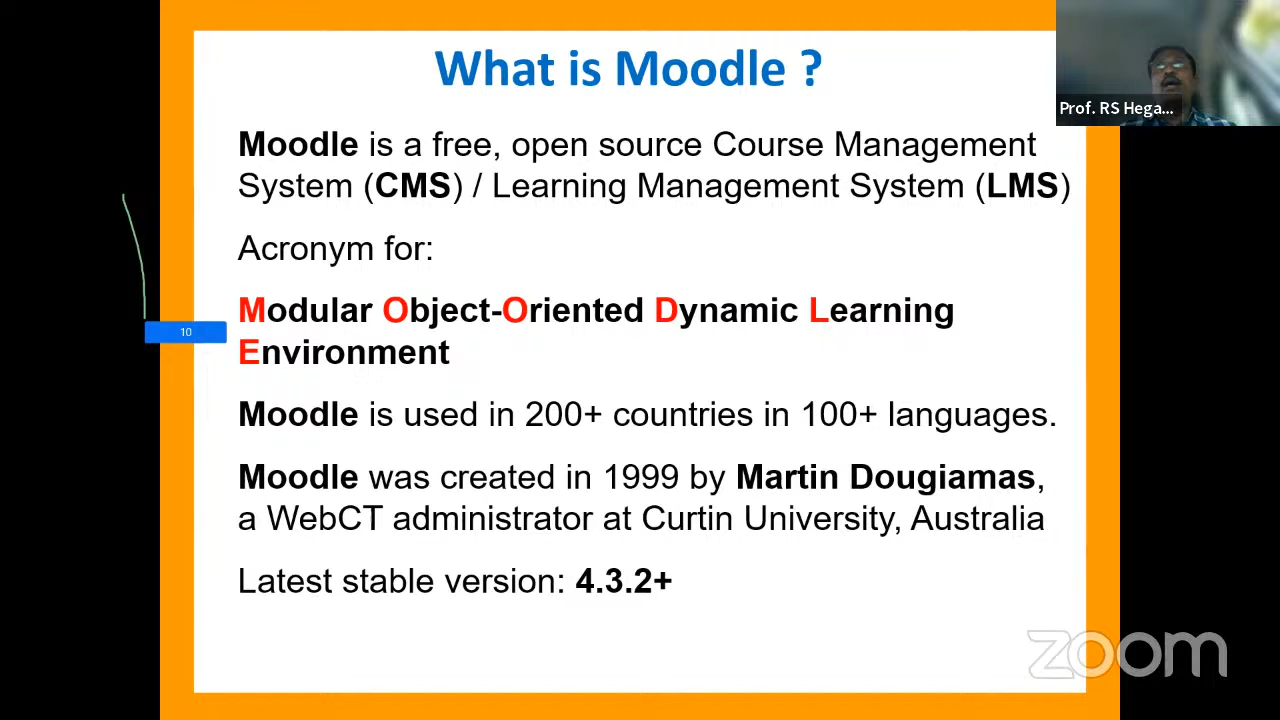 What is Moodle ?
Prof. RS Hega...
Moodle is a free, open source Course Management
System (CMS) / Learning Management System (LMS)
Acronym for:
Modular Object-Oriented Dynamic Learning
Environment
10
Moodle is used in 200+ countries in 100+ languages.
Moodle was created in 1999 by Martin Dougiamas,
a WebCT administrator at Curtin University, Australia
Latest stable version: 4.3.2+
zoom